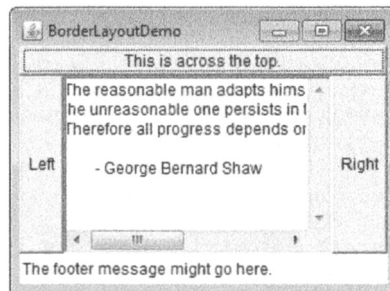 BorderLayoutDemo
This is across the top.
The reasonable man adapts hims
he unreasonable one persists in t
Therefore all progress depends or
- George Bernard Shaw
Left
Right
The footer message might go here.